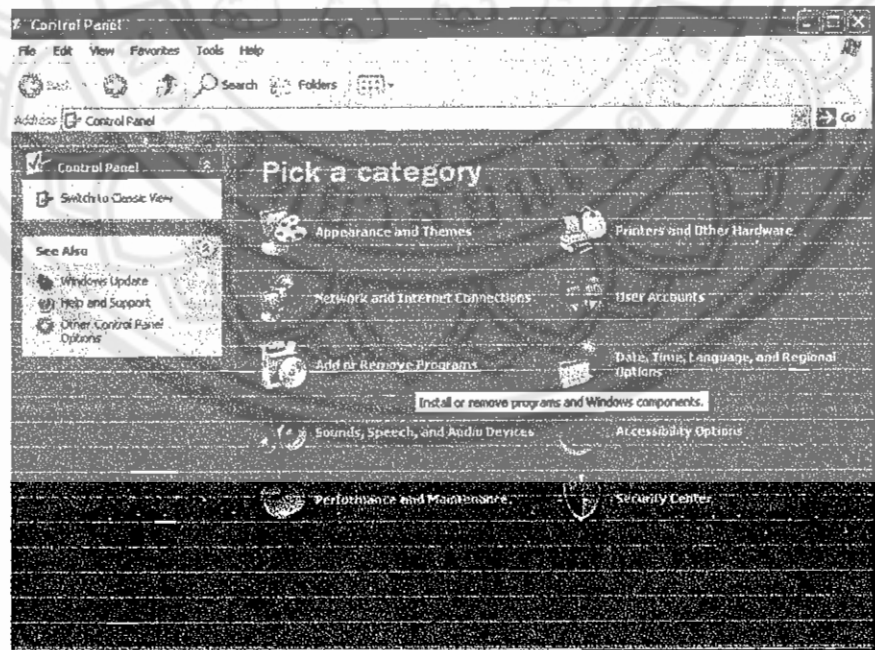 Control Panel
File Edit View Favorites Tools Help
Back Search Folders
Address Control Panel Go
Control Panel
Switch to Classic View
See Also
Windows Update
Help and Support
Other Control Panel
Options
Pick a category
Appearance and Themes
Printers and Other Hardware
Network and Internet Connections
User Accounts
Add or Remove Programs
Date, Time, Language, and Regional
Options
Install or remove programs and Windows components.
Sounds, Speech, and Audio Devices
Accessibility Options
Performance and Maintenance
Security Center